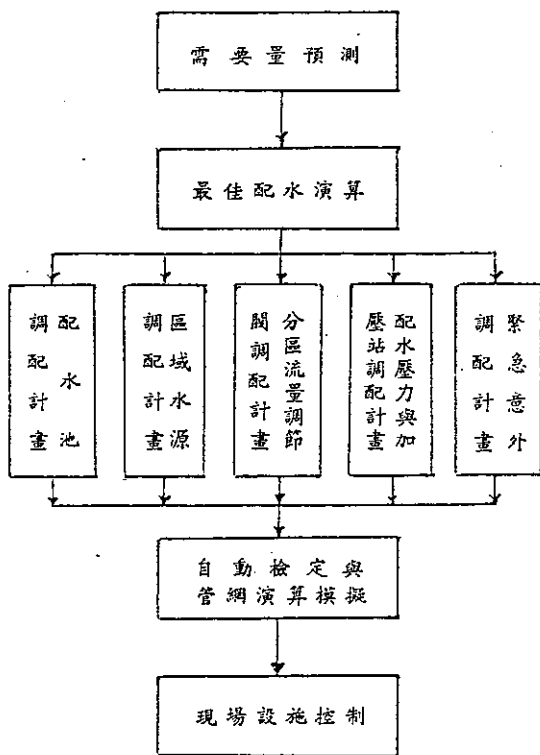 需要量預測
最佳配水演算
配水池
調配計畫
區域水源
調配計畫
分區流量調節
閥調配計畫
配水壓力與加
壓站調配計畫
緊急意外
調配計畫
自動檢定與
管網演算模擬
現場設施控制